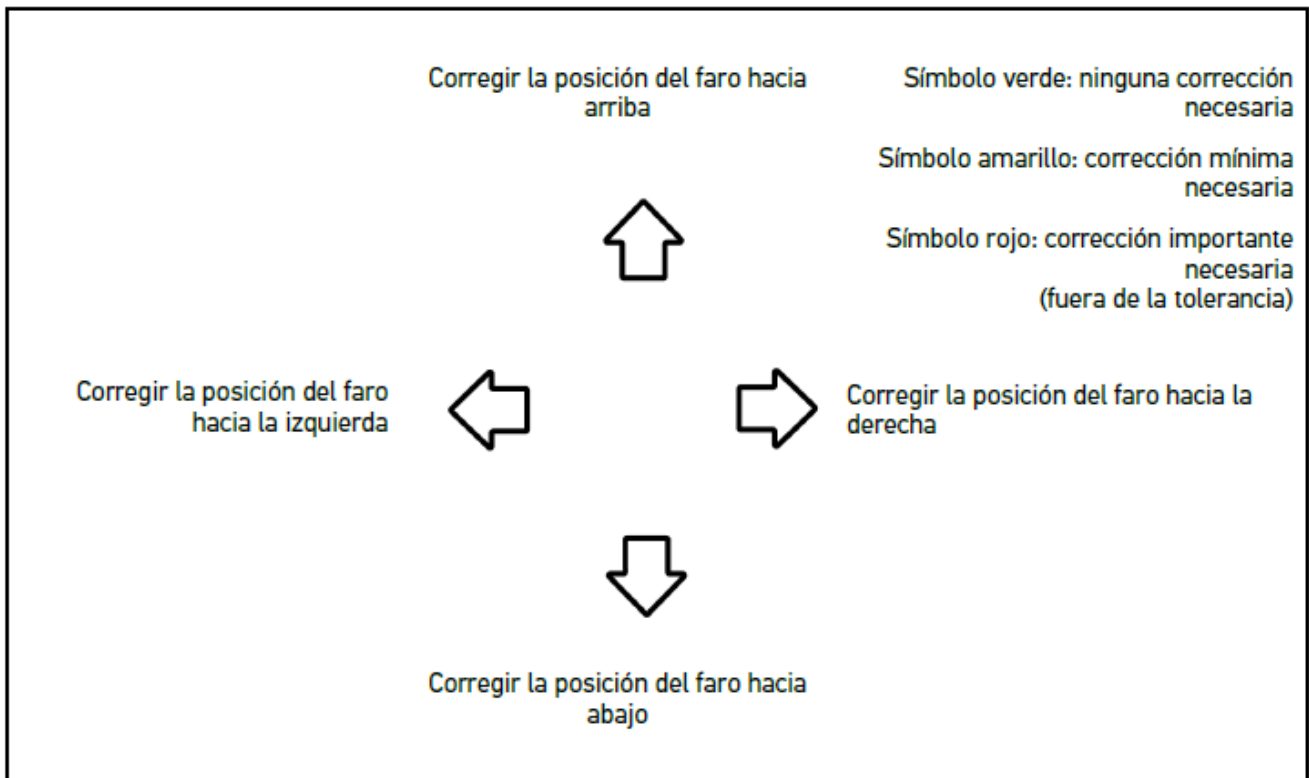 Corregir la posición del faro hacia
arriba
Símbolo verde: ninguna corrección
necesaria
Símbolo amarillo: corrección mínima
necesaria
Símbolo rojo: corrección importante
necesaria
(fuera de la tolerancia)
Corregir la posición del faro
hacia la izquierda
Corregir la posición del faro hacia la
derecha
Corregir la posición del faro hacia
abajo